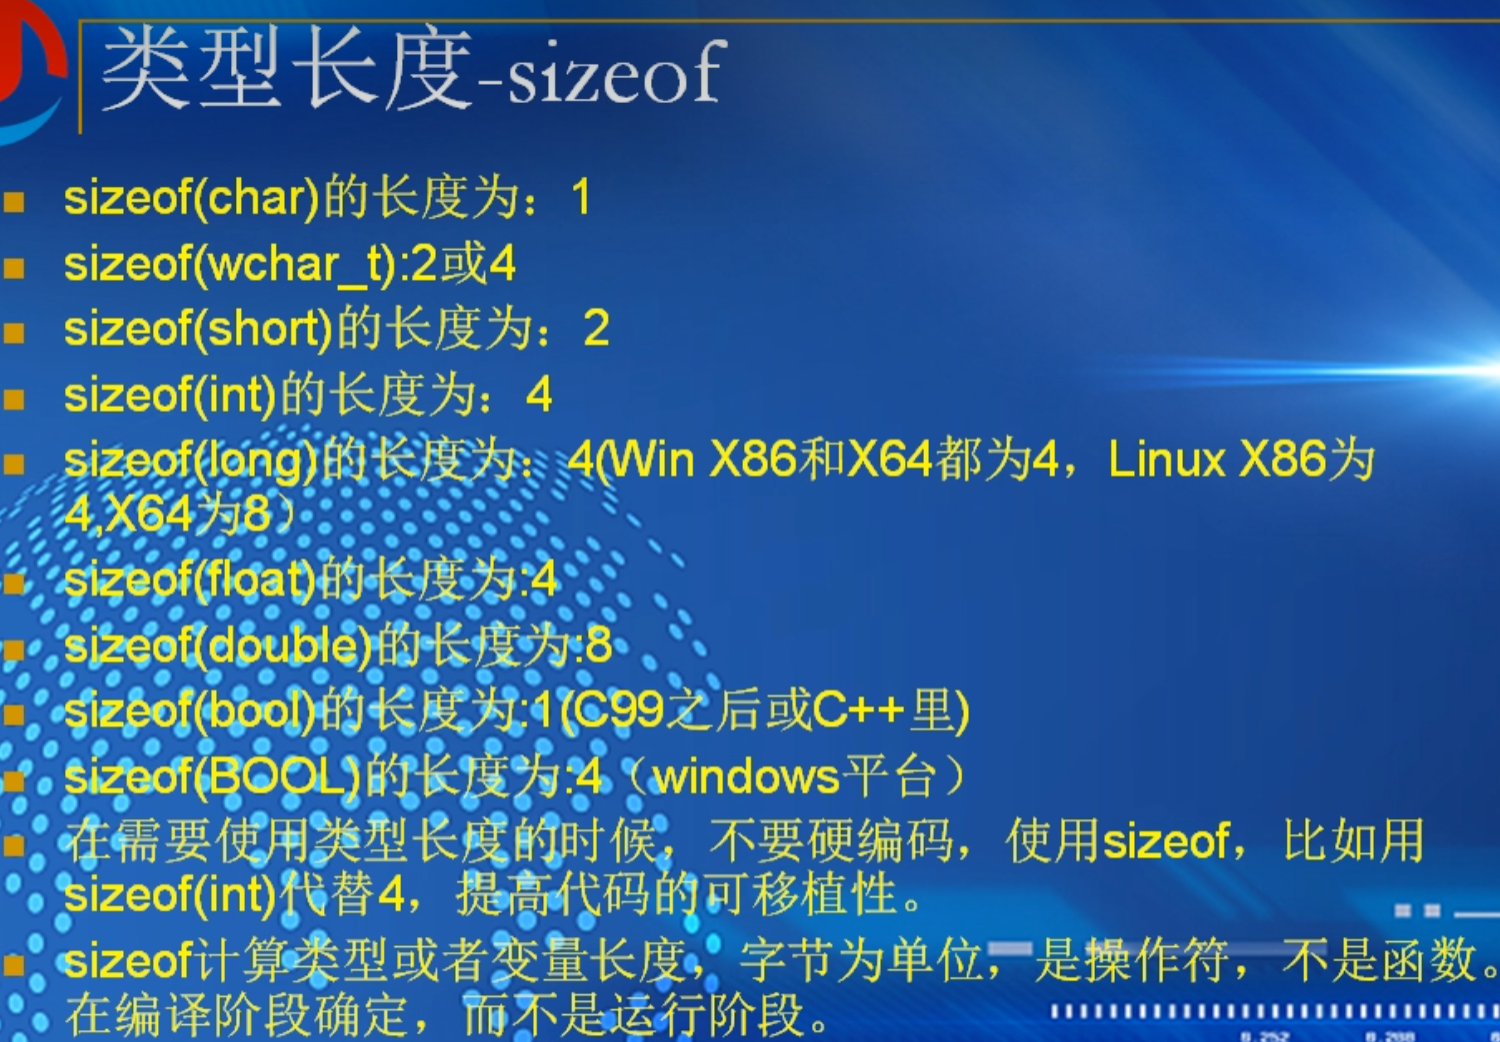 类型长度-sizeof
sizeof(char)的长度为：1
sizeof(wchar_t):2或4
sizeof(short)的长度为：2
sizeof(int)的长度为：4
sizeof(long)的长度为：4(Win X86和X64都为4，Linux X86为
4,X64为8）
sizeof(float)的长度为:4
sizeof(double)的长度为:8
sizeof(bool)的长度为:1(C99之后或C++里)
sizeof(BOOL)的长度为:4（windows平台）
在需要使用类型长度的时候，不要硬编码，使用sizeof，比如用
sizeof(int)代替4，提高代码的可移植性。
sizeof计算类型或者变量长度，字节为单位，是操作符，不是函数。
在编译阶段确定，而不是运行阶段。